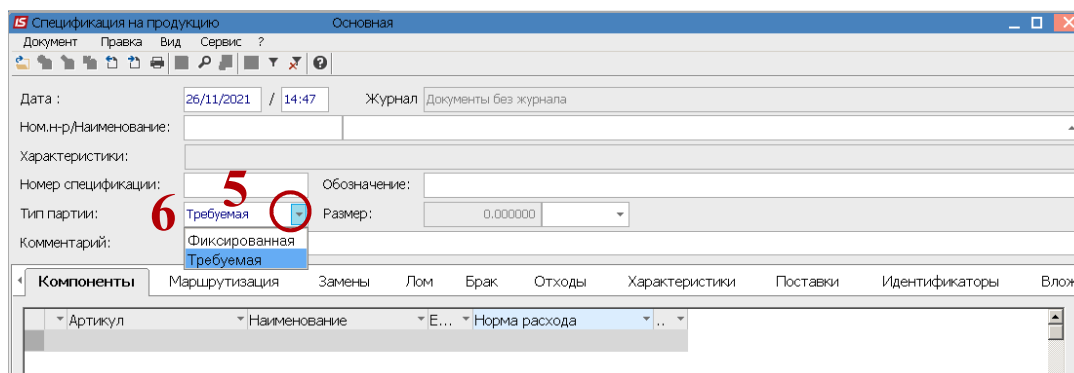 IS Спецификация на продукцию Основная
Документ Правка Вид Сервис ?
Дата : 26/11/2021 / 14:47 Журнал Документы без журнала
Ном.н-р/Наименование:
Характеристики:
Номер спецификации: 5 Обозначение:
Тип партии: 6 Требуемая Размер: 0.000000
Фиксированная
Комментарий:
Требуемая
Компоненты Маршрутизация Замены Лом Брак Отходы Характеристики Поставки Идентификаторы Влож
Артикул Наименование Е... Норма расхода ..